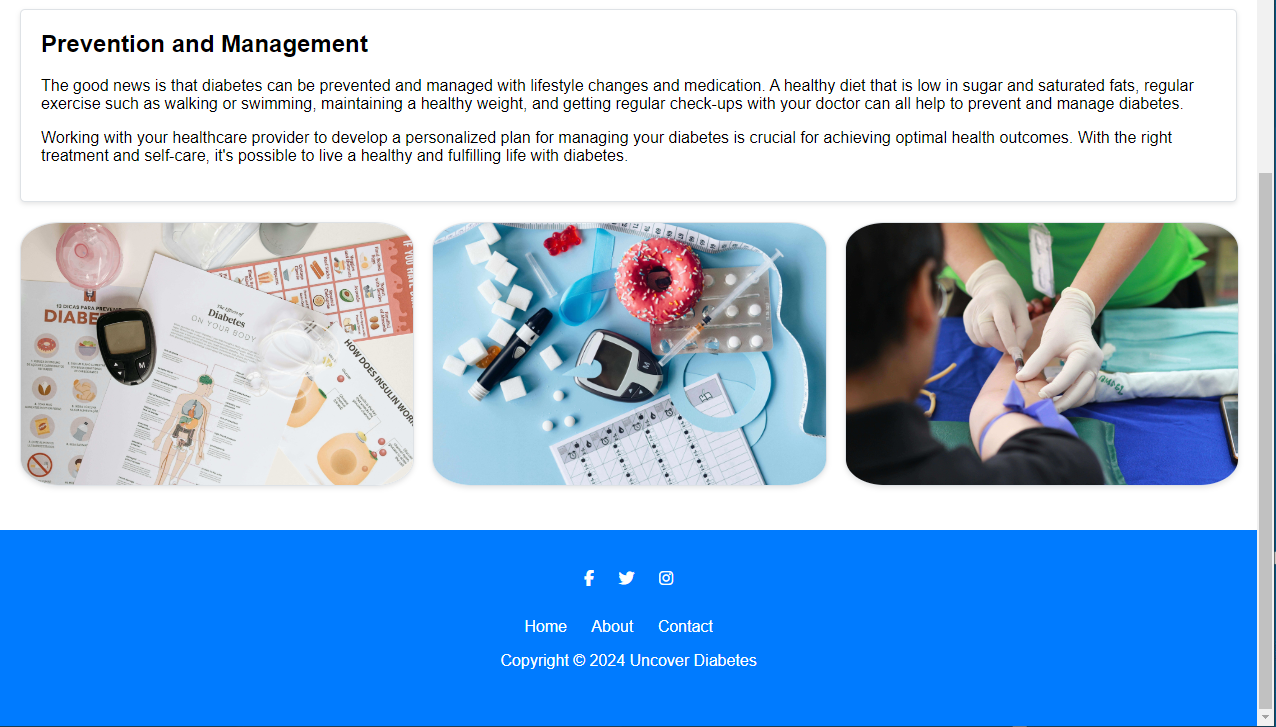 Prevention and Management
The good news is that diabetes can be prevented and managed with lifestyle changes and medication. A healthy diet that is low in sugar and saturated fats, regular
exercise such as walking or swimming, maintaining a healthy weight, and getting regular check-ups with your doctor can all help to prevent and manage diabetes.
Working with your healthcare provider to develop a personalized plan for managing your diabetes is crucial for achieving optimal health outcomes. With the right
treatment and self-care, it's possible to live a healthy and fulfilling life with diabetes.
12 DICAS PARA
DIABE
The Effects of
Diabetes
ON YOUR BODY
HOW DOES INSULIN WOR
M
Home About Contact
Copyright © 2024 Uncover Diabetes